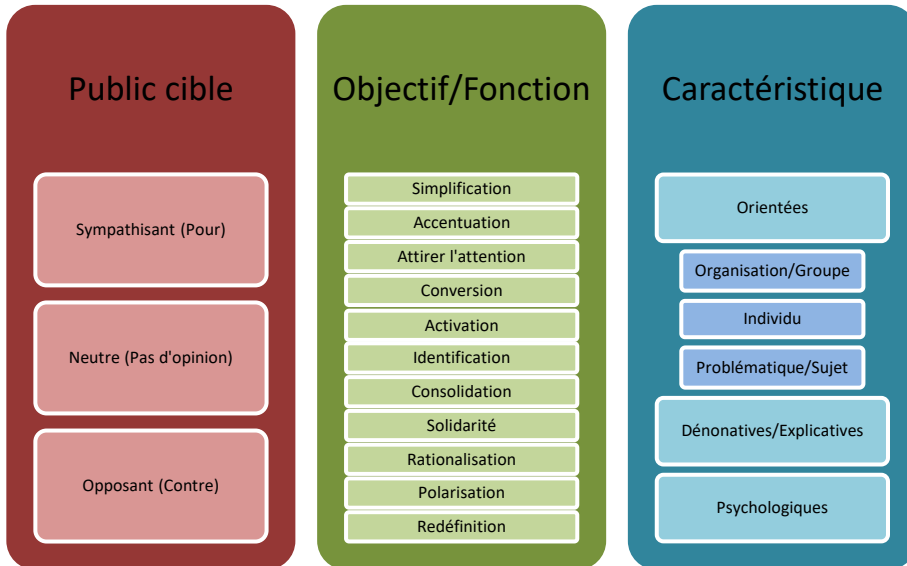 Public cible
Sympathisant (Pour)
Neutre (Pas d'opinion)
Opposant (Contre)
Objectif/Fonction
Simplification
Accentuation
Attirer l'attention
Conversion
Activation
Identification
Consolidation
Solidarité
Rationalisation
Polarisation
Redéfinition
Caractéristique
Orientées
Organisation/Groupe
Individu
Problématique/Sujet
Dénonatives/Explicatives
Psychologiques